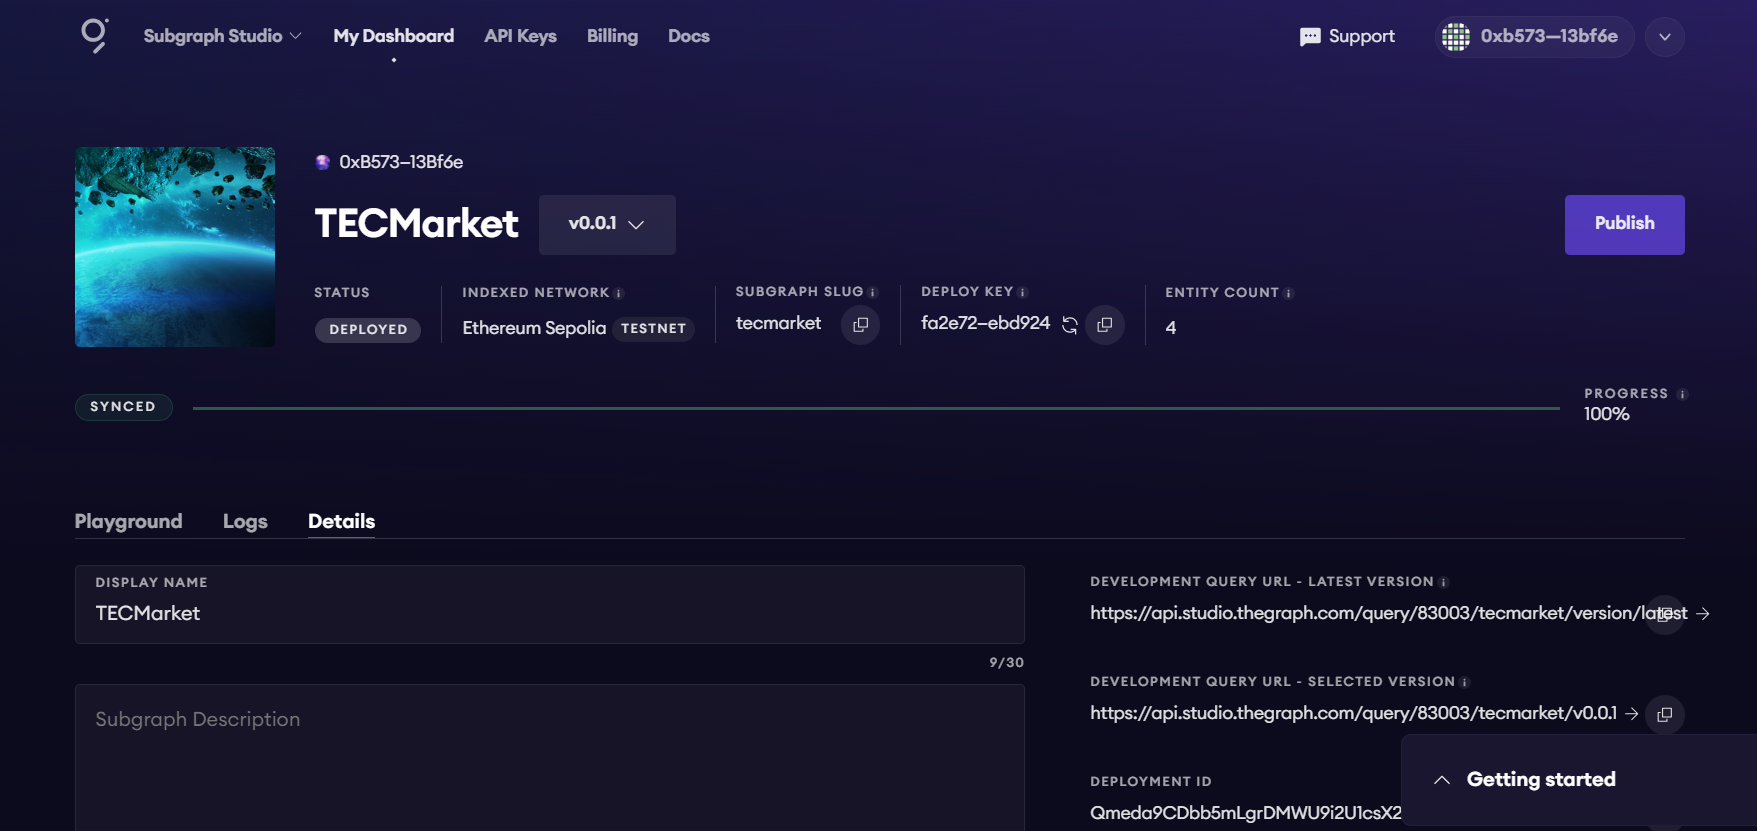 Subgraph Studio My Dashboard API Keys Billing Docs Support 0xb573—13bf6e
0xB573—13Bf6e
TECMarket v0.0.1 Publish
STATUS INDEXED NETWORK SUBGRAPH SLUG DEPLOY KEY ENTITY COUNT
DEPLOYED Ethereum Sepolia TESTNET tecmarket fa2e72—ebd924 4
SYNCED PROGRESS
100%
Playground Logs Details
DISPLAY NAME
TECMarket
9/30
Subgraph Description
DEVELOPMENT QUERY URL - LATEST VERSION
https://api.studio.thegraph.com/query/83003/tecmarket/version/latest →
DEVELOPMENT QUERY URL - SELECTED VERSION
https://api.studio.thegraph.com/query/83003/tecmarket/v0.0.1 →
DEPLOYMENT ID
Qmeda9CDbb5mLgrDMWU9i2U1csX2
Getting started